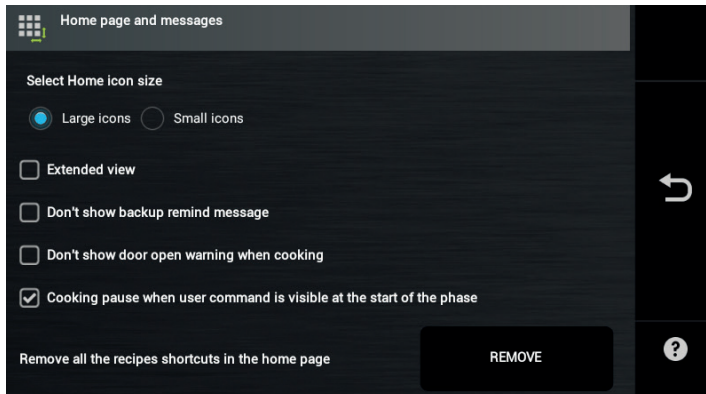 Home page and messages
Select Home icon size
Large icons Small icons
Extended view
Don't show backup remind message
Don't show door open warning when cooking
Cooking pause when user command is visible at the start of the phase
Remove all the recipes shortcuts in the home page REMOVE
?